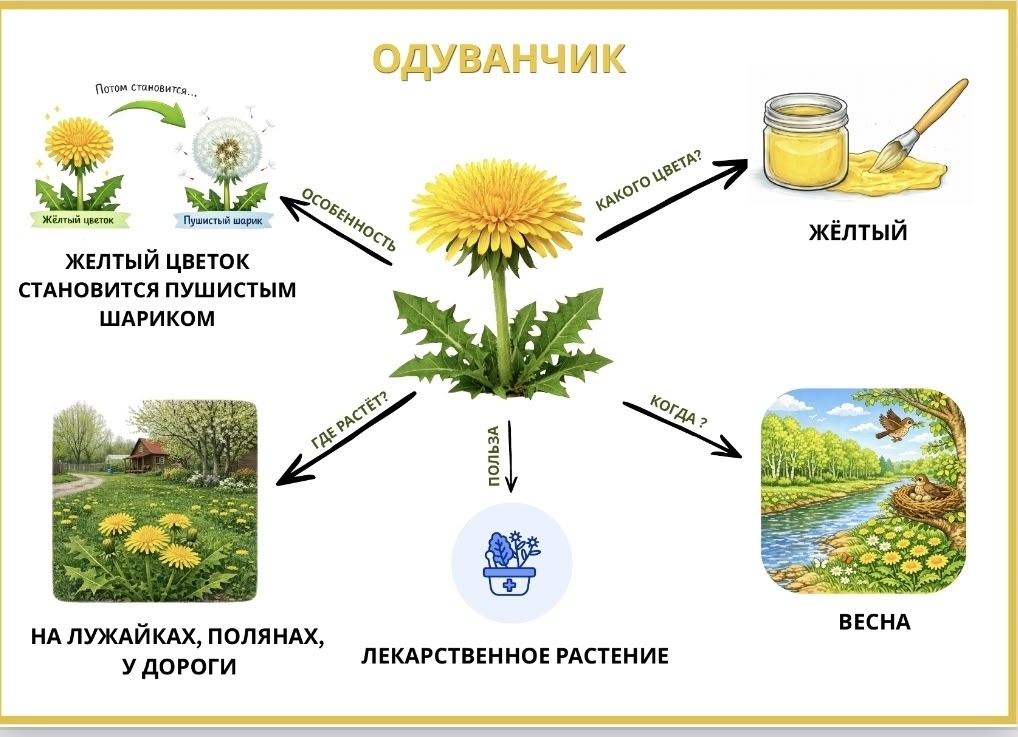 ОДУВАНЧИК
Потом становится...
Жёлтый цветок
Пушистый шарик
ОСОБЕННОСТЬ
ЖЕЛТЫЙ ЦВЕТОК
СТАНОВИТСЯ ПУШИСТЫМ
ШАРИКОМ
КАКОГО ЦВЕТА?
ЖЁЛТЫЙ
ГДЕ РАСТЁТ?
НА ЛУЖАЙКАХ, ПОЛЯНАХ,
У ДОРОГИ
ПОЛЬЗА
ЛЕКАРСТВЕННОЕ РАСТЕНИЕ
КОГДА ?
ВЕСНА